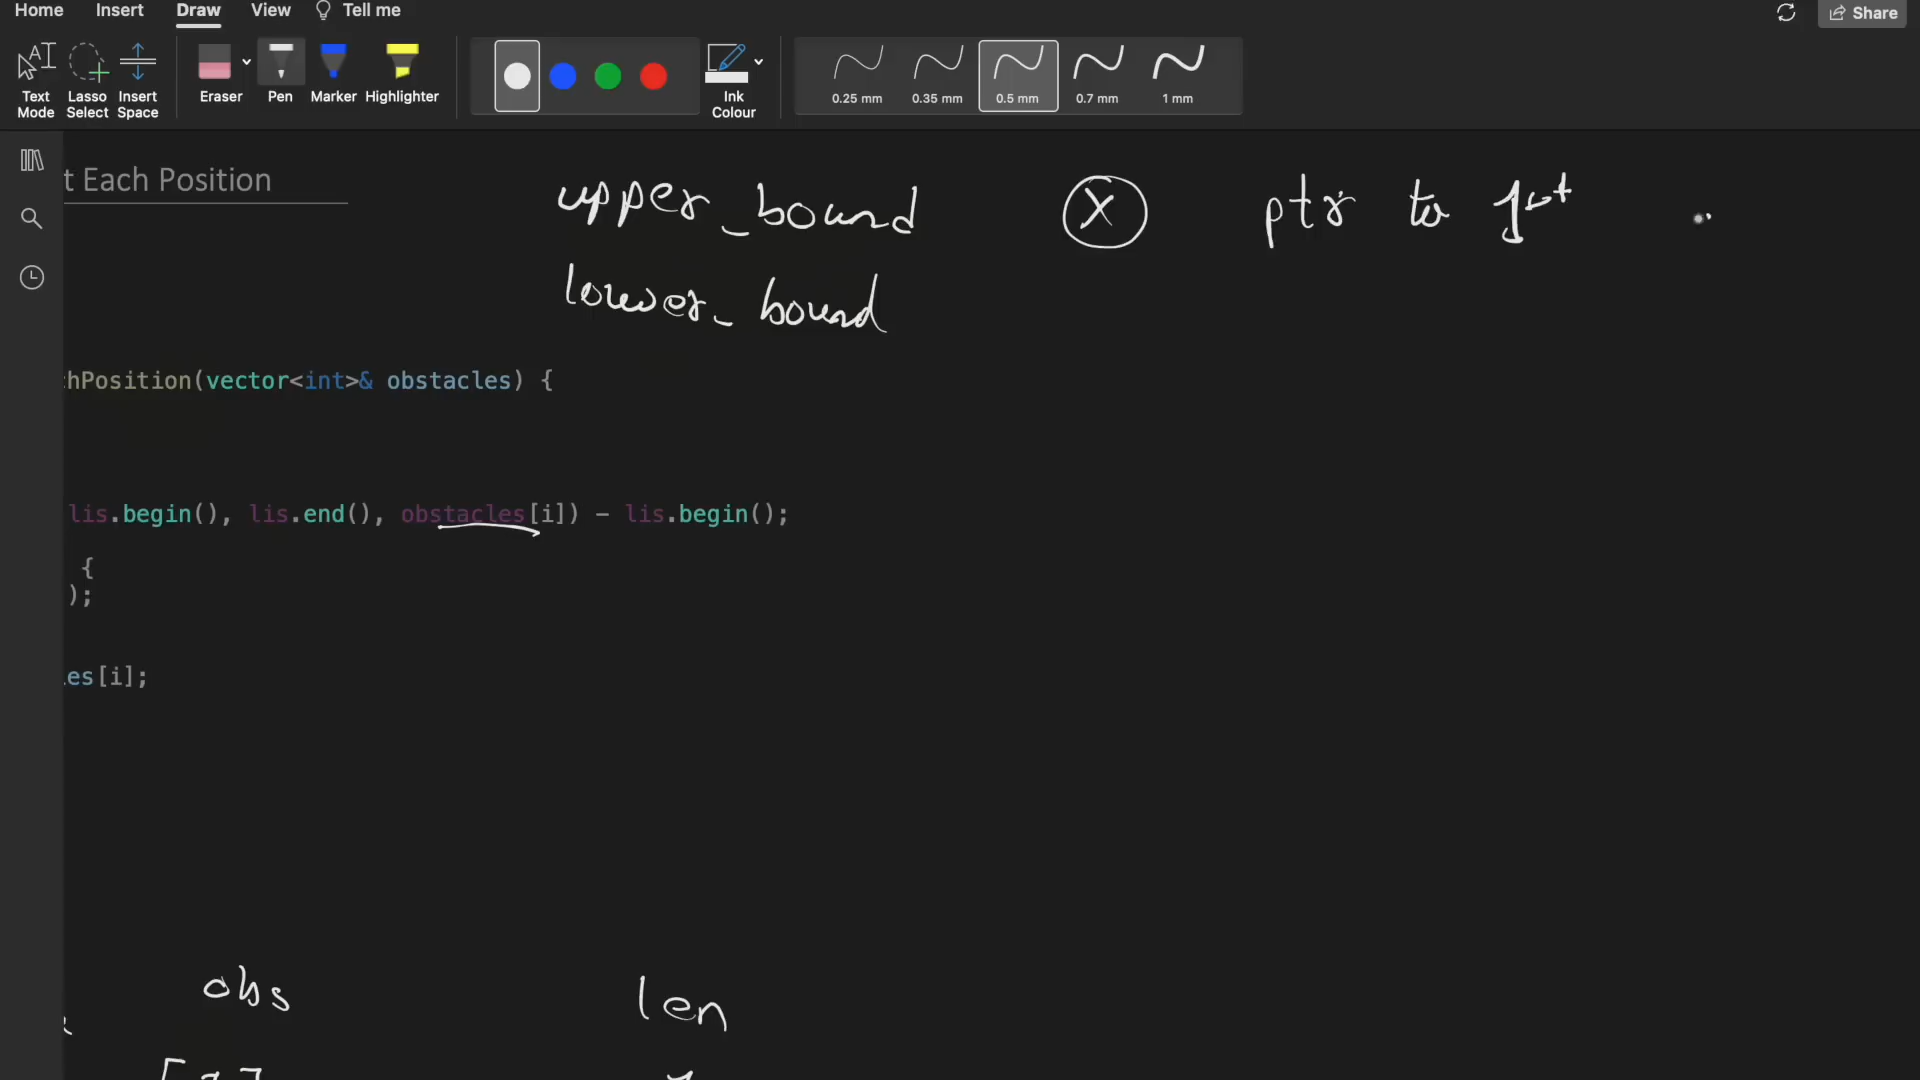 Home Insert Draw View Tell me Share
Text Mode Lasso Select Insert Space Eraser Pen Marker Highlighter Ink Colour 0.25 mm 0.35 mm 0.5 mm 0.7 mm 1 mm
t Each Position
upper_bound X ptr to 1st
lower_bound
hPosition(vector<int>& obstacles) {
lis.begin(), lis.end(), obstacles[i]) - lis.begin();
{
);
es[i];
obs len